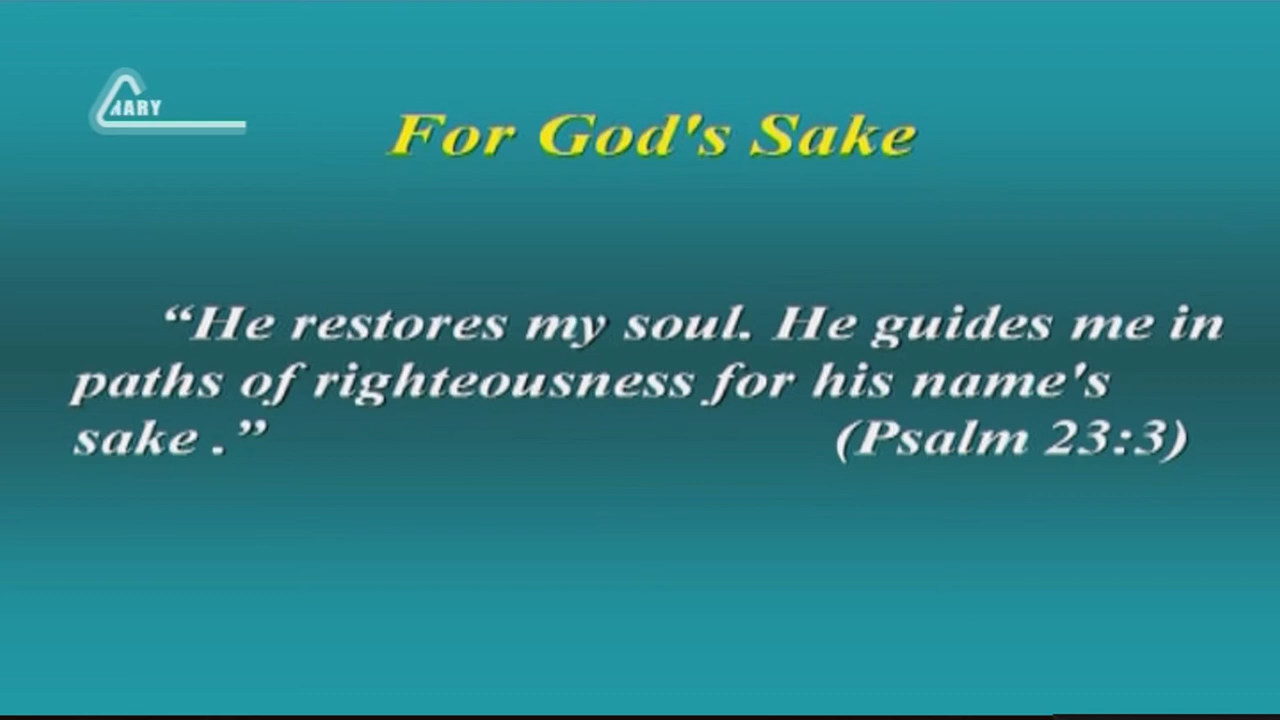 For God's Sake
“He restores my soul. He guides me in
paths of righteousness for his name's
sake .” (Psalm 23:3)